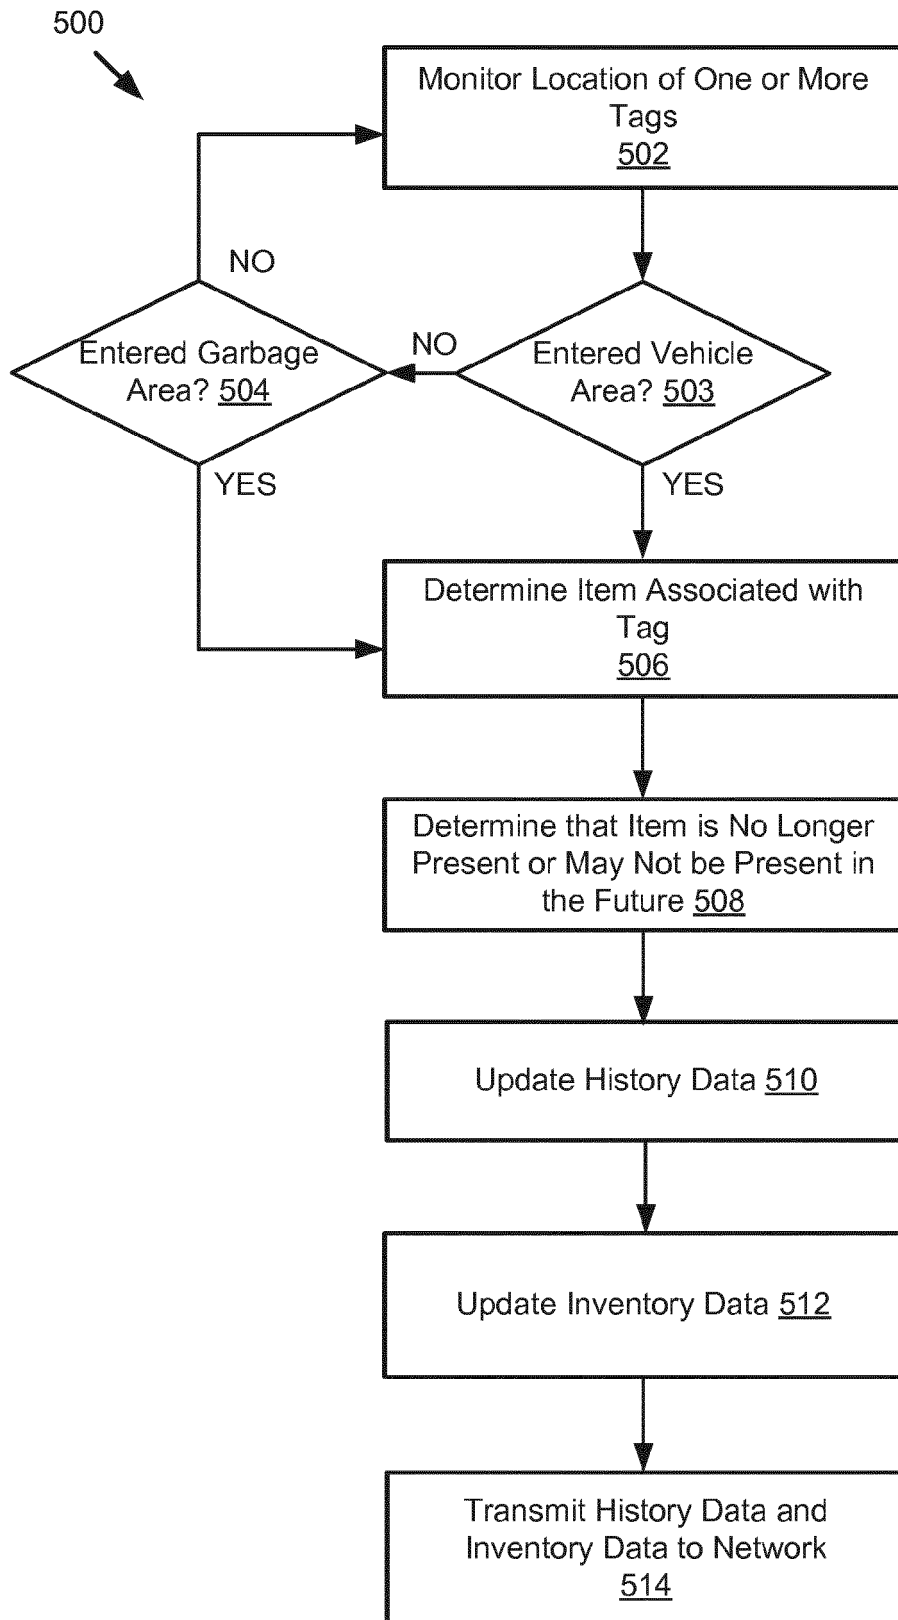 500
Monitor Location of One or More
Tags
502
NO
Entered Garbage
Area? 504
NO
Entered Vehicle
Area? 503
YES
YES
Determine Item Associated with
Tag
506
Determine that Item is No Longer
Present or May Not be Present in
the Future 508
Update History Data 510
Update Inventory Data 512
Transmit History Data and
Inventory Data to Network
514